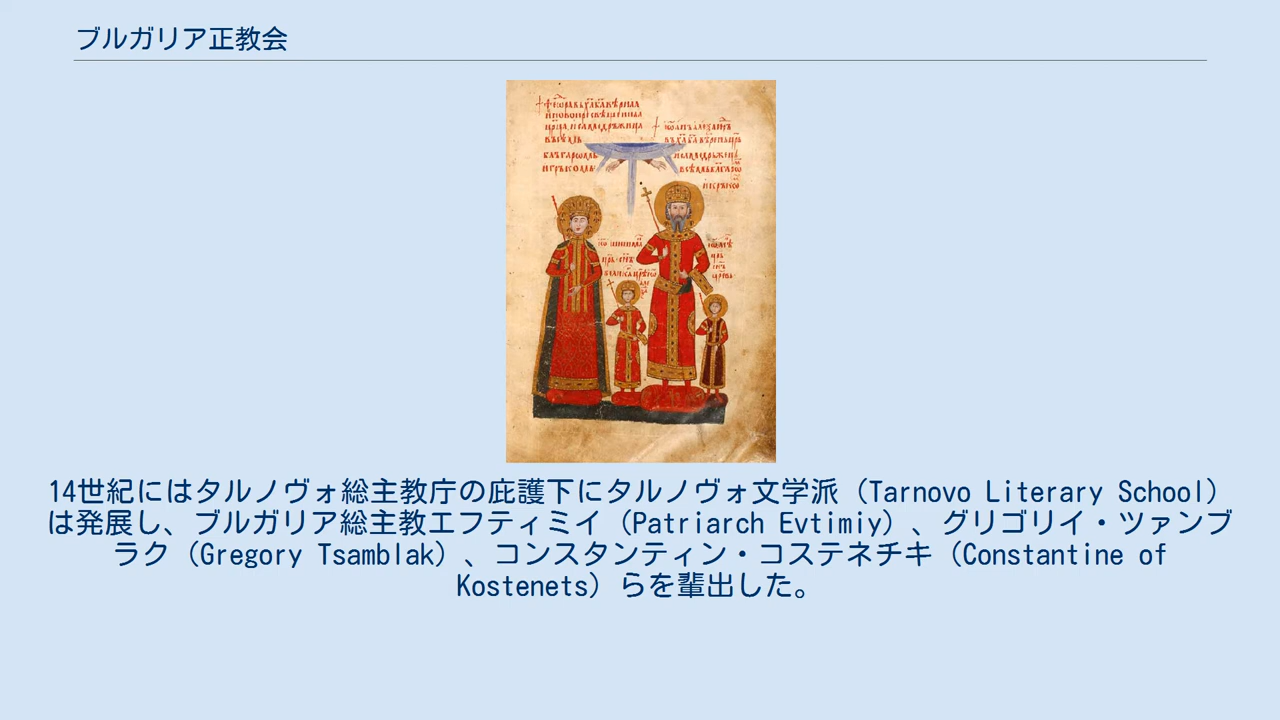 ブルガリア正教会
14世紀にはタルノヴォ総主教庁の庇護下にタルノヴォ文学派（Tarnovo Literary School）
は発展し、ブルガリア総主教エフティミイ（Patriarch Evtimiy）、グリゴリイ・ツァンブ
ラク（Gregory Tsamblak）、コンスタンティン・コステネチキ（Constantine of
Kostenets）らを輩出した。